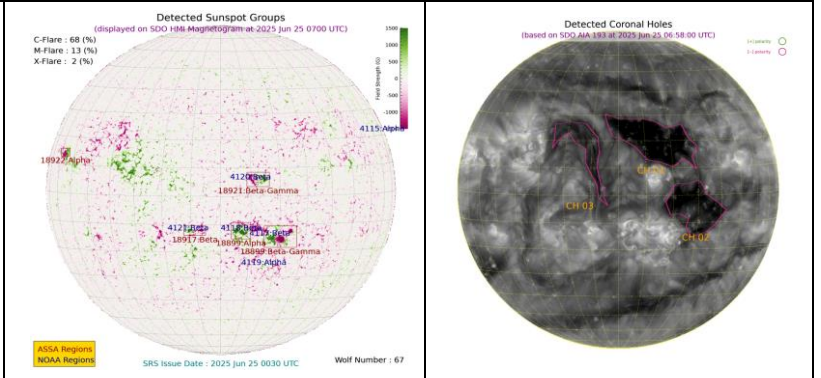 Detected Sunspot Groups
(displayed on SDO HMI Magnetogram at 2025 Jun 25 0700 UTC)
C-Flare : 68 (%)
M-Flare : 13 (%)
X-Flare : 2 (%)
1500
1000
500
0
-500
-1000
Field Strength (G)
4115:Alpha
18922:Alpha
4120:Beta
18921:Beta-Gamma
4121:Beta
18917:Beta
18899:Alpha
18898:Beta-Gamma
4119:Alpha
ASSA Regions
NOAA Regions
SRS Issue Date : 2025 Jun 25 0030 UTC
Wolf Number : 67
Detected Coronal Holes
(based on SDO AIA 193 at 2025 Jun 25 06:58:00 UTC)
(+) polarity
(-) polarity
CH 03
CH 02